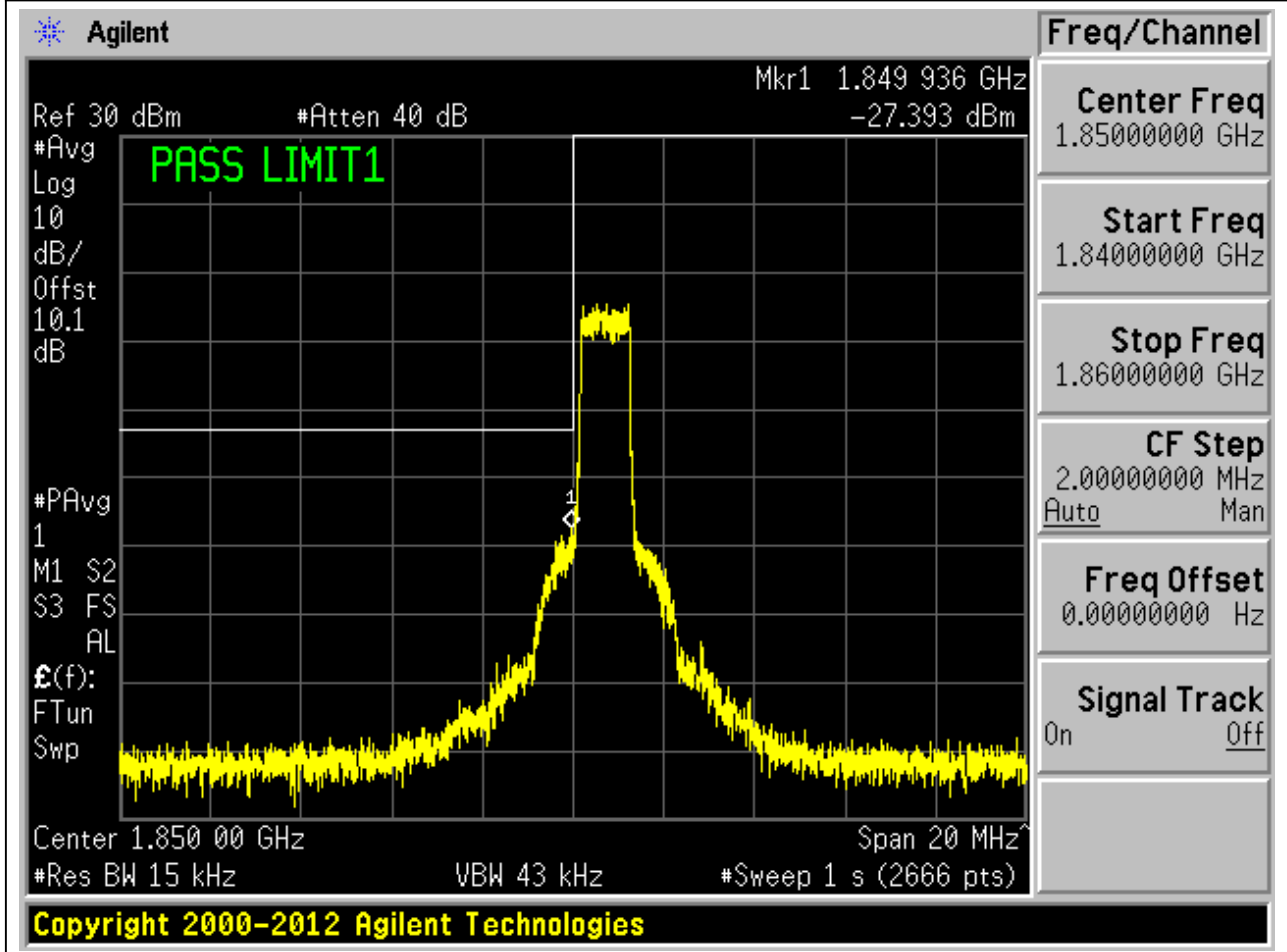 Agilent
Freq/Channel
Mkr1 1.849 936 GHz
Ref 30 dBm #Atten 40 dB -27.393 dBm
#Avg
Log
10
dB/
Offst
10.1
dB
PASS LIMIT1
1
#PAvg
1
M1 S2
S3 FS
AL
£(f):
FTun
Swp
Center 1.850 00 GHz Span 20 MHz^
#Res BW 15 kHz VBW 43 kHz #Sweep 1 s (2666 pts)
Copyright 2000-2012 Agilent Technologies
Center Freq
1.85000000 GHz
Start Freq
1.84000000 GHz
Stop Freq
1.86000000 GHz
CF Step
2.00000000 MHz
Auto Man
Freq Offset
0.00000000 Hz
Signal Track
On Off